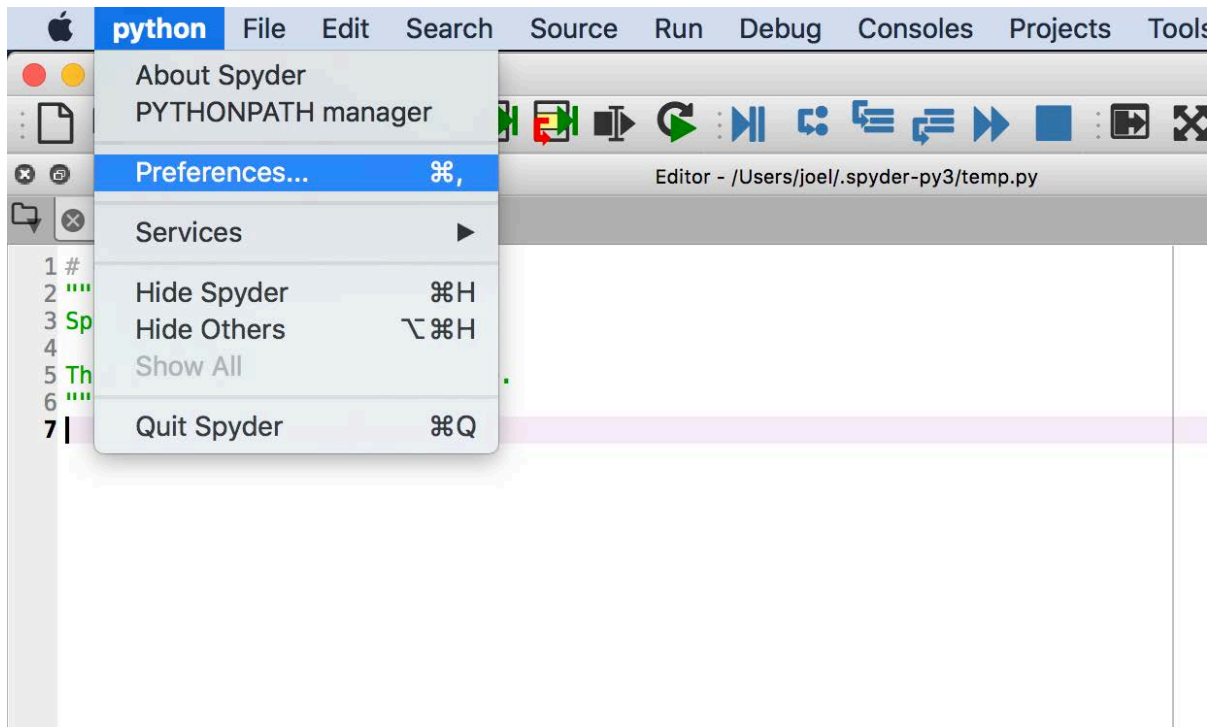 python File Edit Search Source Run Debug Consoles Projects Tools
About Spyder
PYTHONPATH manager
Preferences... ⌘,
Editor - /Users/joel/.spyder-py3/temp.py
Services ▶
Hide Spyder ⌘H
Hide Others ⌥⌘H
Show All
Quit Spyder ⌘Q
1 #
2 """
3 Sp
4
5 Th .
6 """
7